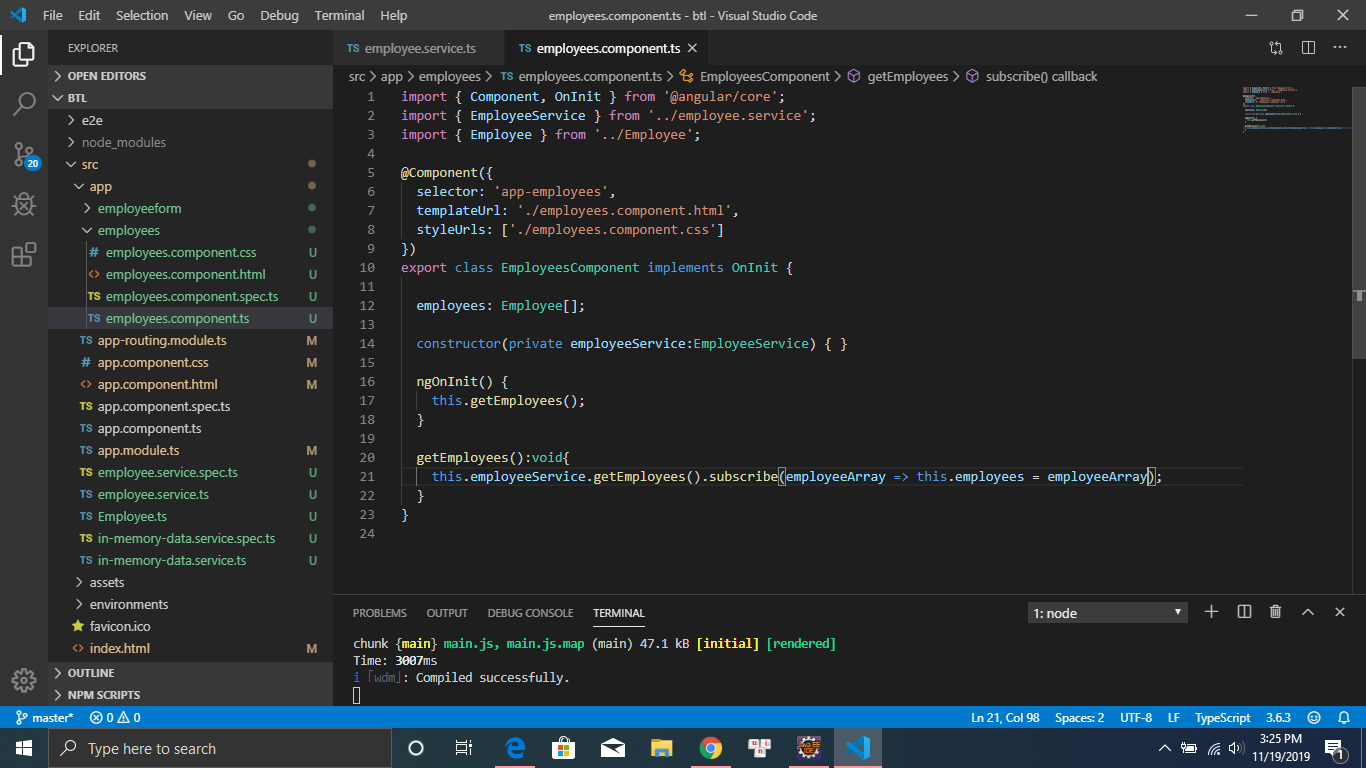 File Edit Selection View Go Debug Terminal Help
employees.component.ts - btl - Visual Studio Code
EXPLORER
OPEN EDITORS
BTL
e2e
node_modules
src
app
employeeform
employees
# employees.component.css U
<> employees.component.html U
TS employees.component.spec.ts U
TS employees.component.ts U
TS app-routing.module.ts M
# app.component.css M
<> app.component.html M
TS app.component.spec.ts
TS app.component.ts
TS app.module.ts M
TS employee.service.spec.ts U
TS employee.service.ts U
TS Employee.ts U
TS in-memory-data.service.spec.ts U
TS in-memory-data.service.ts U
assets
environments
favicon.ico
<> index.html M
OUTLINE
NPM SCRIPTS
20
TS employee.service.ts
TS employees.component.ts
src > app > employees > TS employees.component.ts > EmployeesComponent > getEmployees > subscribe() callback
1 import { Component, OnInit } from '@angular/core';
2 import { EmployeeService } from '../employee.service';
3 import { Employee } from '../Employee';
4
5 @Component({
6 selector: 'app-employees',
7 templateUrl: './employees.component.html',
8 styleUrls: ['./employees.component.css']
9 })
10 export class EmployeesComponent implements OnInit {
11
12 employees: Employee[];
13
14 constructor(private employeeService:EmployeeService) { }
15
16 ngOnInit() {
17 this.getEmployees();
18 }
19
20 getEmployees():void{
21 this.employeeService.getEmployees().subscribe(employeeArray => this.employees = employeeArray);
22 }
23 }
24
PROBLEMS OUTPUT DEBUG CONSOLE TERMINAL
1: node
chunk {main} main.js, main.js.map (main) 47.1 kB [initial] [rendered]
Time: 3007ms
i ｢wdm｣: Compiled successfully.
master* 0 0
Ln 21, Col 98 Spaces: 2 UTF-8 LF TypeScript 3.6.3
Type here to search
Java EE
IDE
3:25 PM
11/19/2019
1